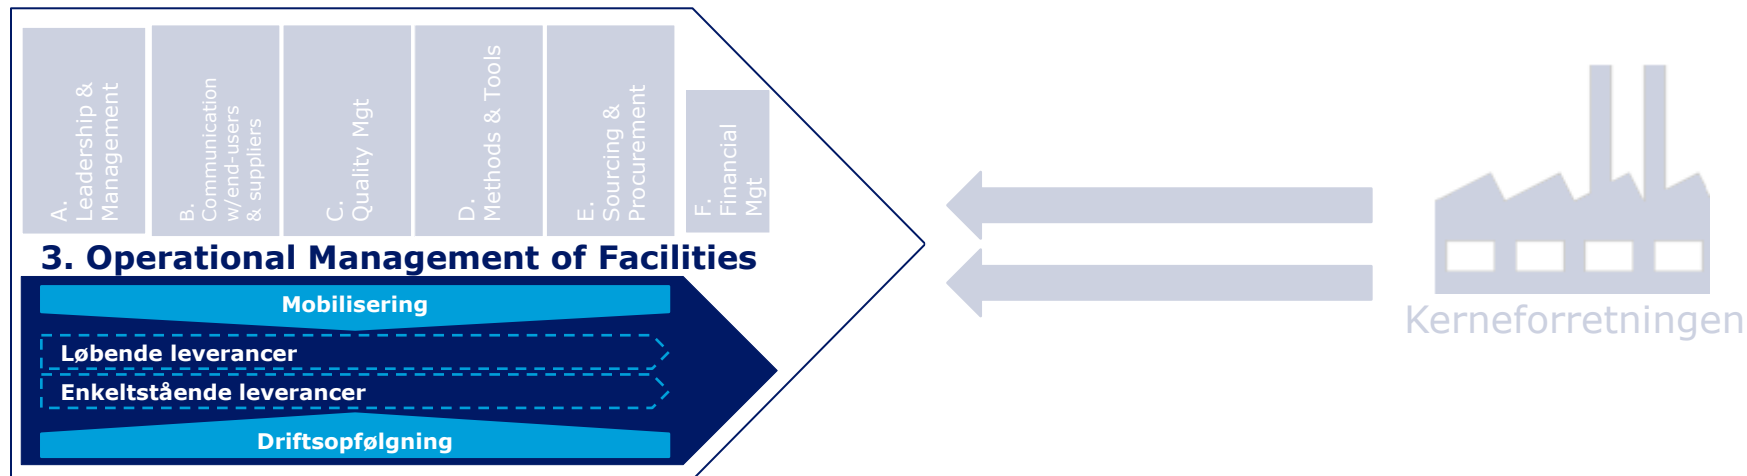 A.
Leadership &
Management
B.
Communication
w/end-users
& suppliers
C.
Quality Mgt
D.
Methods & Tools
E.
Sourcing &
Procurement
F.
Financial
Mgt
3. Operational Management of Facilities
Mobilisering
Løbende leverancer
Enkeltstående leverancer
Driftsopfølgning
Kerneforretningen